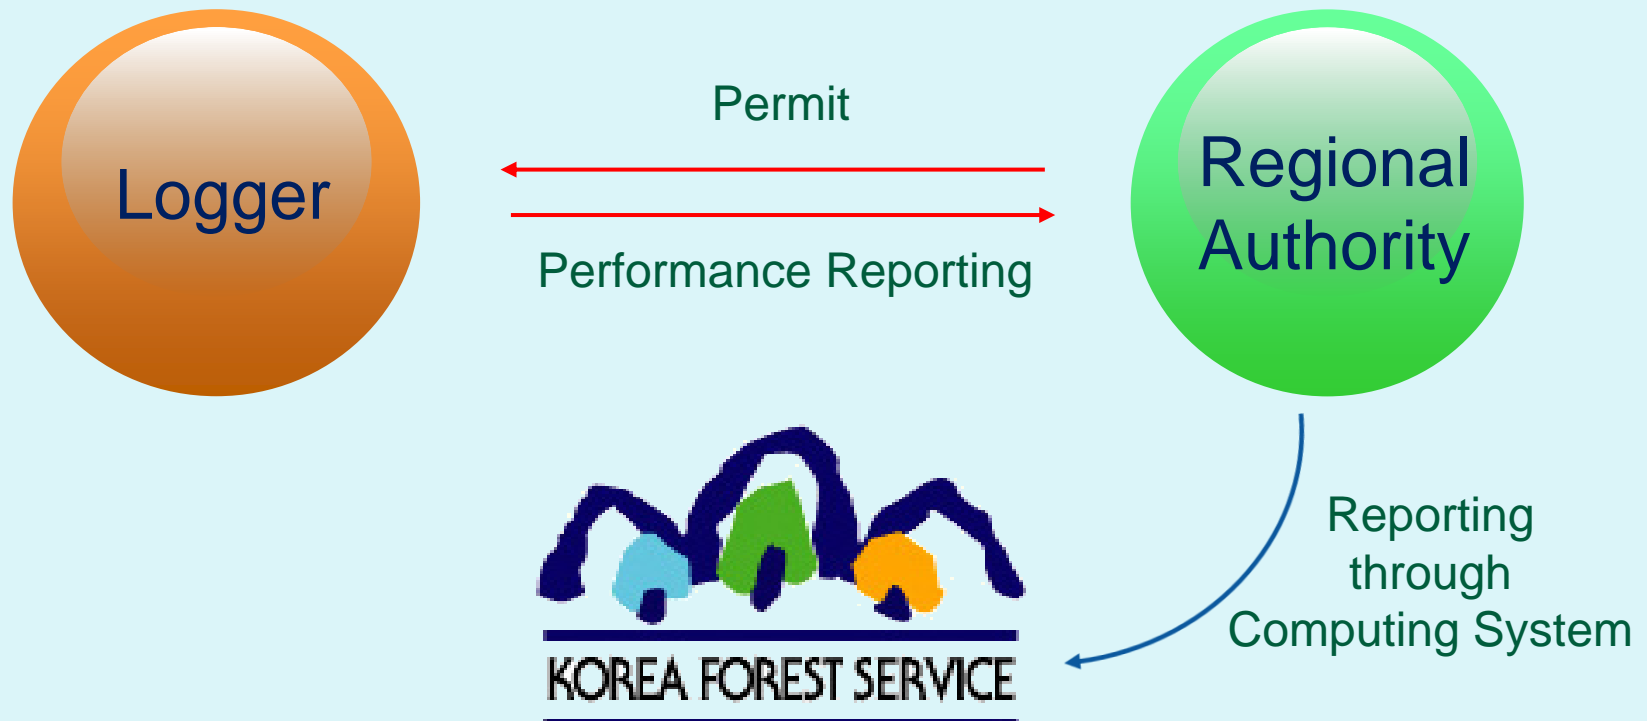 Permit
Logger
Regional
Authority
Performance Reporting
Reporting
through
Computing System
KOREA FOREST SERVICE